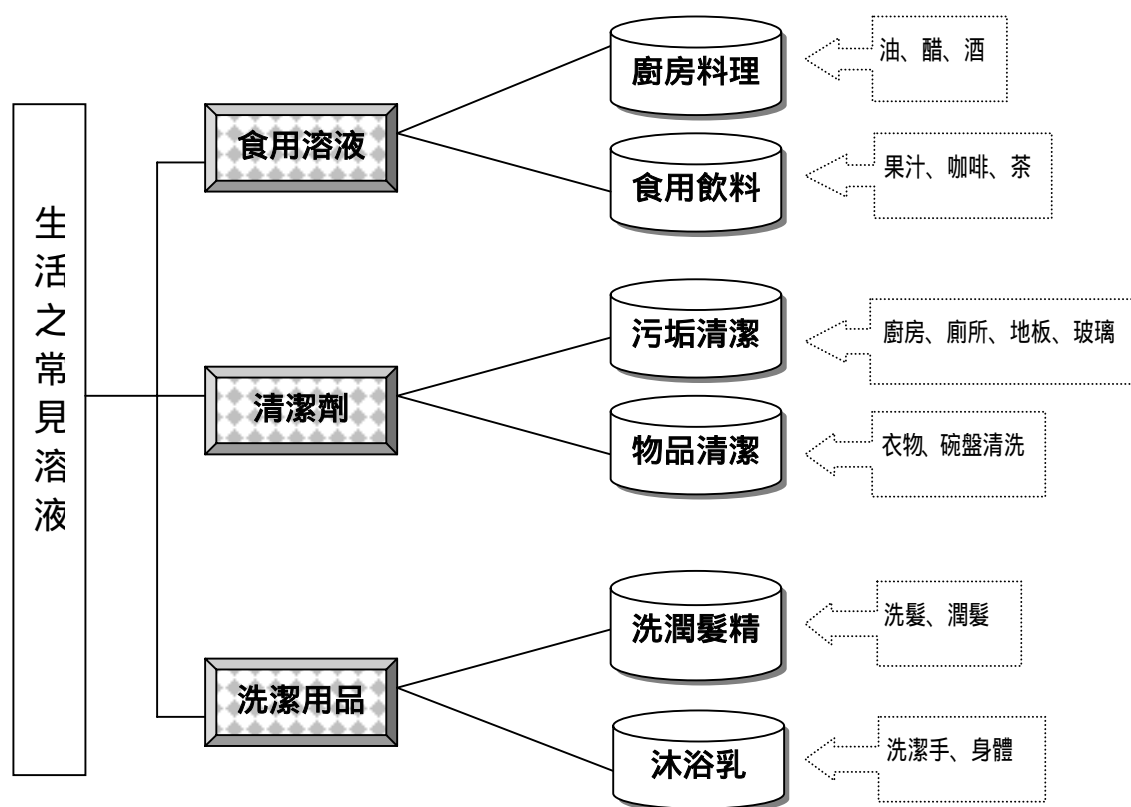 生活之常見溶液
食用溶液
廚房料理
油、醋、酒
食用飲料
果汁、咖啡、茶
清潔劑
污垢清潔
廚房、廁所、地板、玻璃
物品清潔
衣物、碗盤清洗
洗潔用品
洗潤髮精
洗髮、潤髮
沐浴乳
洗潔手、身體